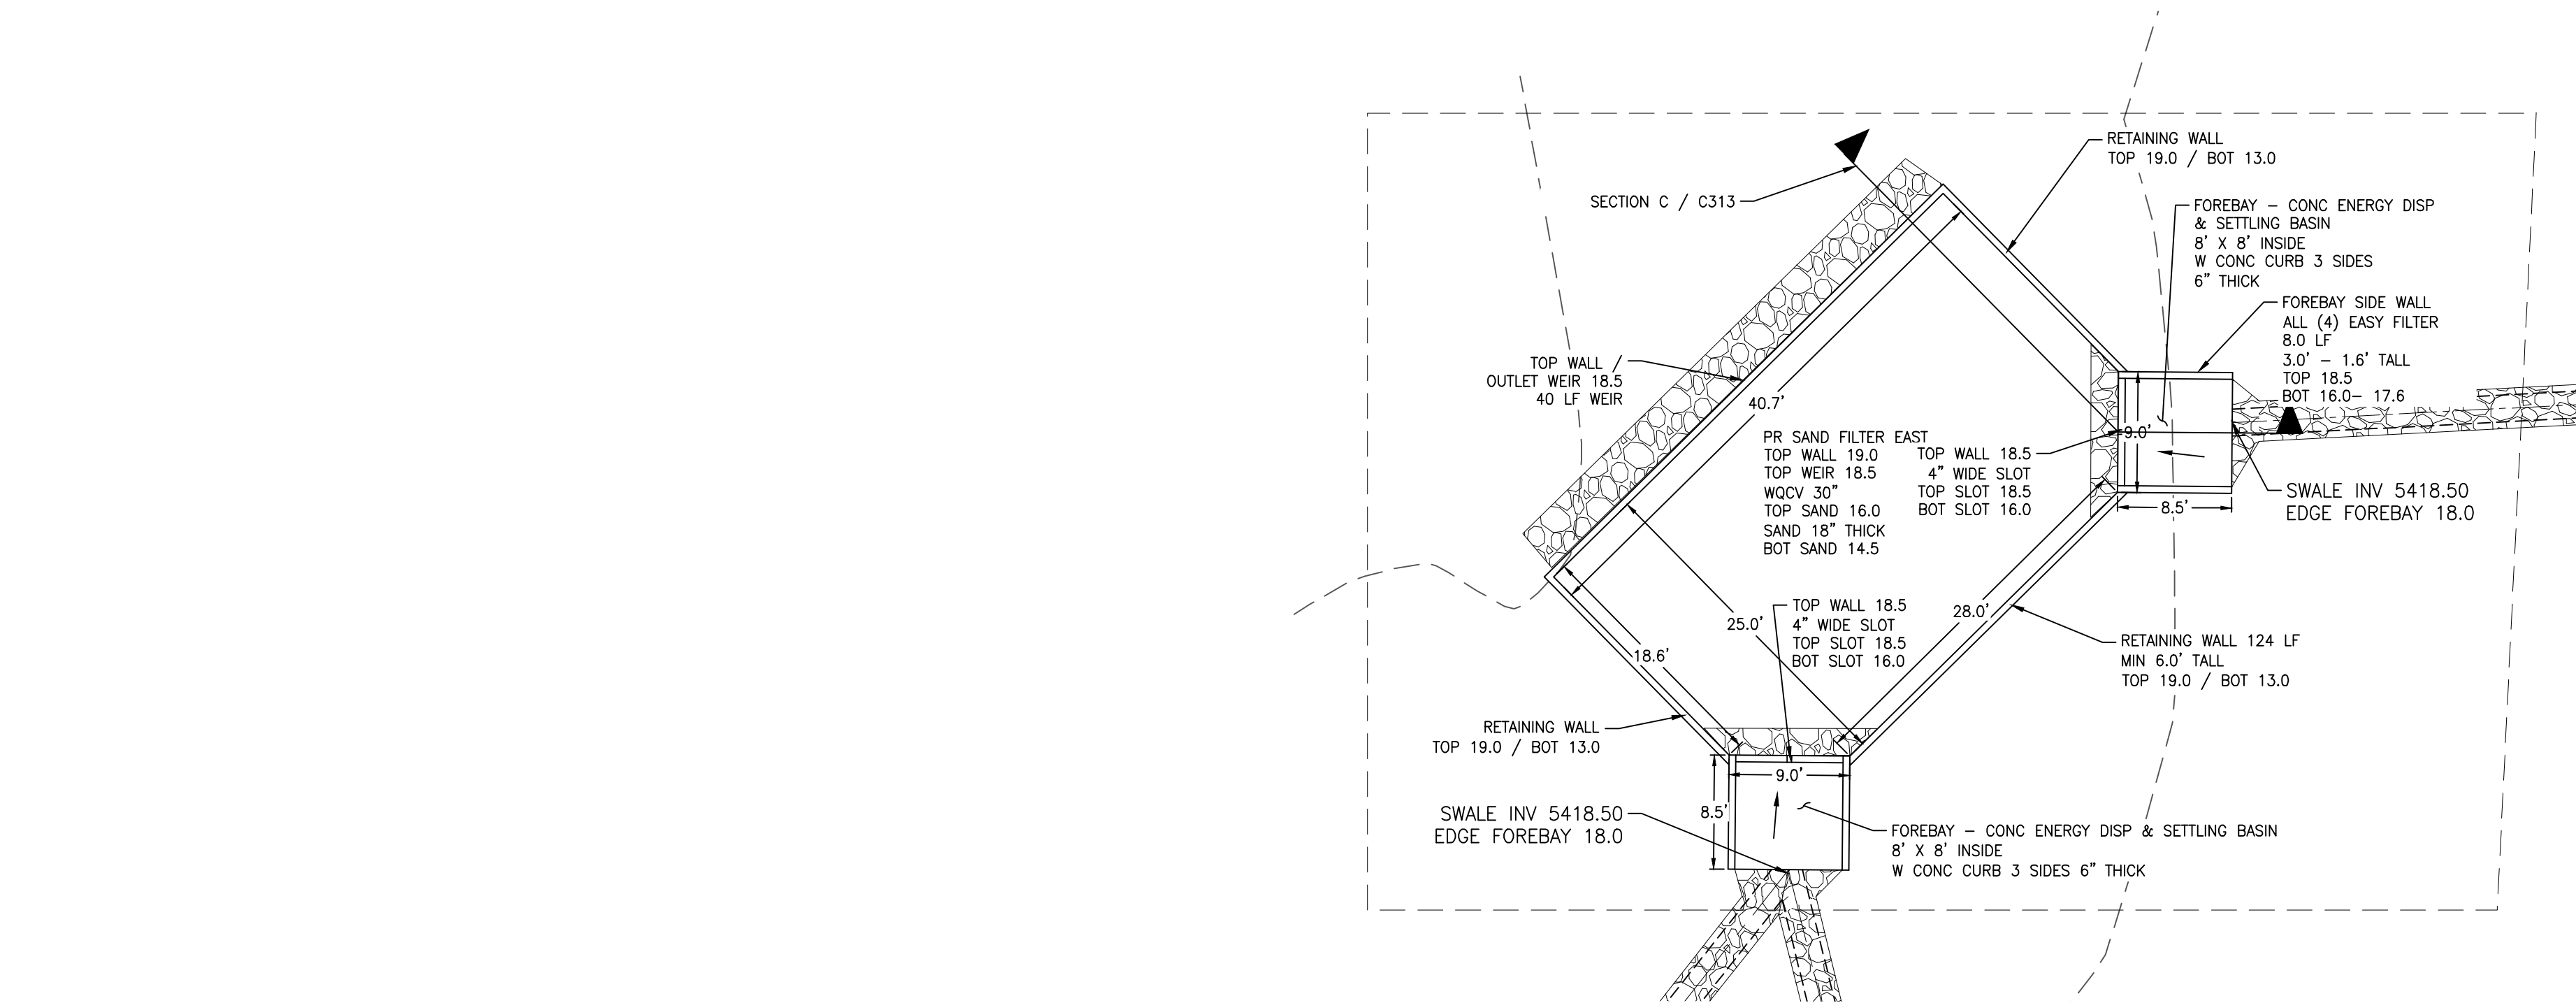 RETAINING WALL
TOP 19.0 / BOT 13.0
SECTION C / C313
FOREBAY – CONC ENERGY DISP
& SETTLING BASIN
8' X 8' INSIDE
W CONC CURB 3 SIDES
6" THICK
FOREBAY SIDE WALL
ALL (4) EASY FILTER
8.0 LF
3.0' – 1.6' TALL
TOP 18.5
BOT 16.0– 17.6
TOP WALL /
OUTLET WEIR 18.5
40 LF WEIR
40.7'
PR SAND FILTER EAST
TOP WALL 19.0
TOP WEIR 18.5
WQCV 30"
TOP SAND 16.0
SAND 18" THICK
BOT SAND 14.5
TOP WALL 18.5
4" WIDE SLOT
TOP SLOT 18.5
BOT SLOT 16.0
9.0'
8.5'
SWALE INV 5418.50
EDGE FOREBAY 18.0
TOP WALL 18.5
4" WIDE SLOT
TOP SLOT 18.5
BOT SLOT 16.0
28.0'
25.0'
18.6'
RETAINING WALL 124 LF
MIN 6.0' TALL
TOP 19.0 / BOT 13.0
RETAINING WALL
TOP 19.0 / BOT 13.0
9.0'
8.5'
SWALE INV 5418.50
EDGE FOREBAY 18.0
FOREBAY – CONC ENERGY DISP & SETTLING BASIN
8' X 8' INSIDE
W CONC CURB 3 SIDES 6" THICK